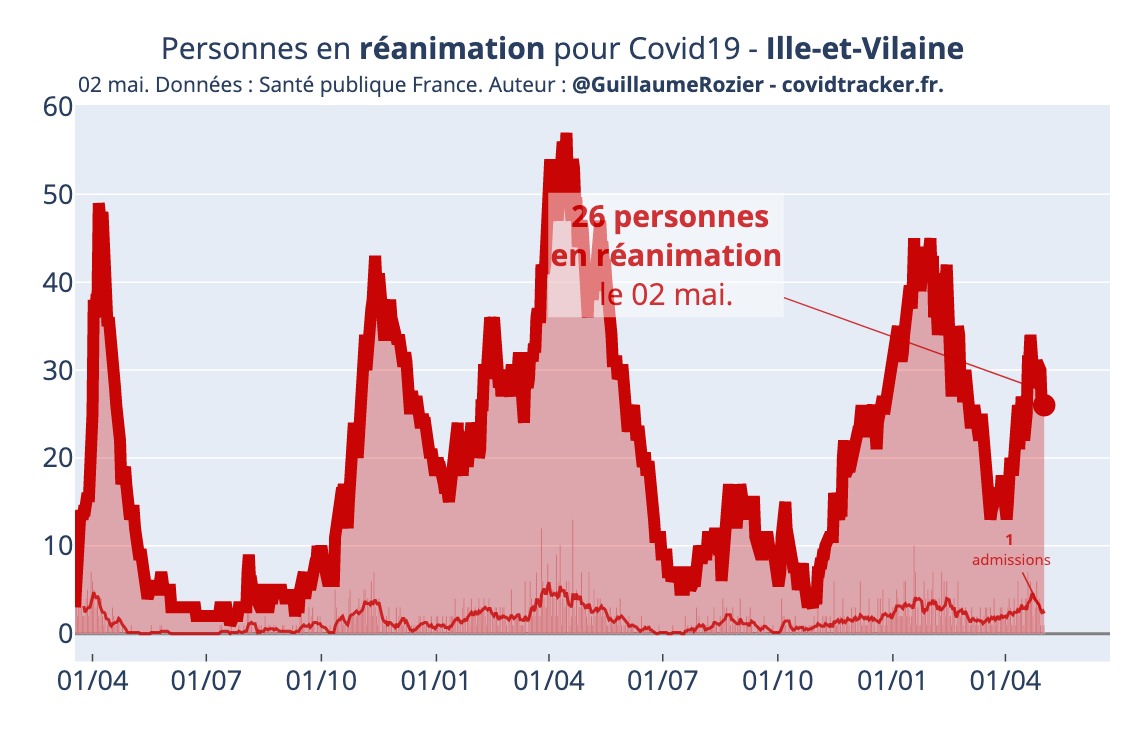 Personnes en réanimation pour Covid19 - Ille-et-Vilaine
02 mai. Données : Santé publique France. Auteur : @GuillaumeRozier - covidtracker.fr.
60
50
40
30
20
10
0
26 personnes
en réanimation
le 02 mai.
1
admissions
01/04 01/07 01/10 01/01 01/04 01/07 01/10 01/01 01/04